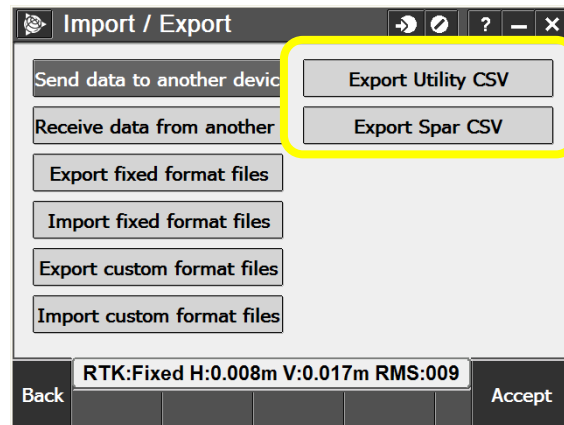 Import / Export
? – X
Send data to another devic
Export Utility CSV
Receive data from another
Export Spar CSV
Export fixed format files
Import fixed format files
Export custom format files
Import custom format files
RTK:Fixed H:0.008m V:0.017m RMS:009
Back
Accept